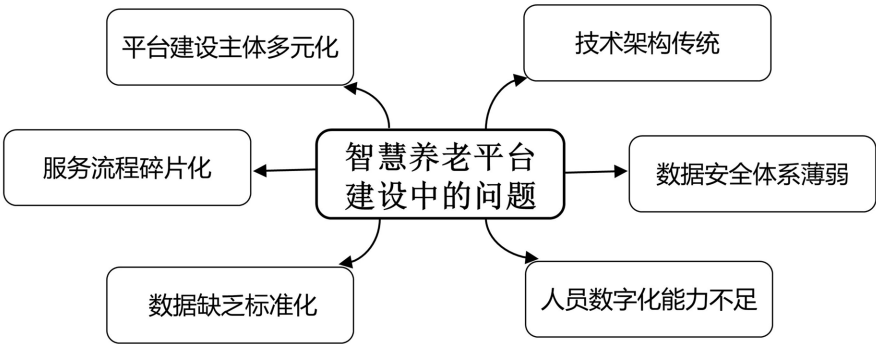 平台建设主体多元化
技术架构传统
服务流程碎片化
智慧养老平台
建设中的问题
数据安全体系薄弱
数据缺乏标准化
人员数字化能力不足